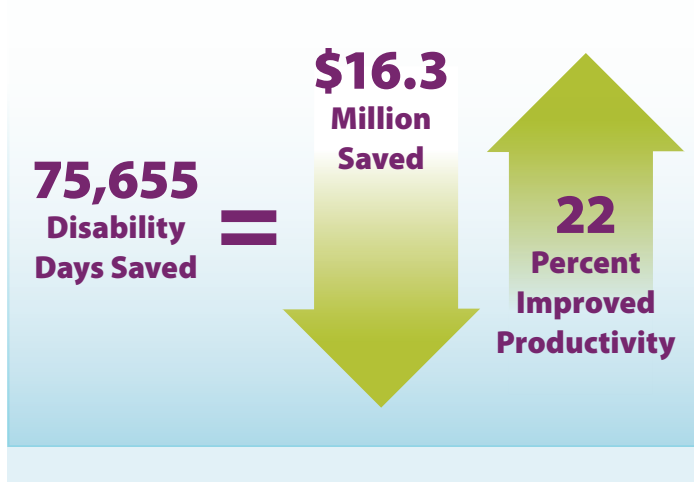 75,655
Disability
Days Saved
=
$16.3
Million
Saved
22
Percent
Improved
Productivity